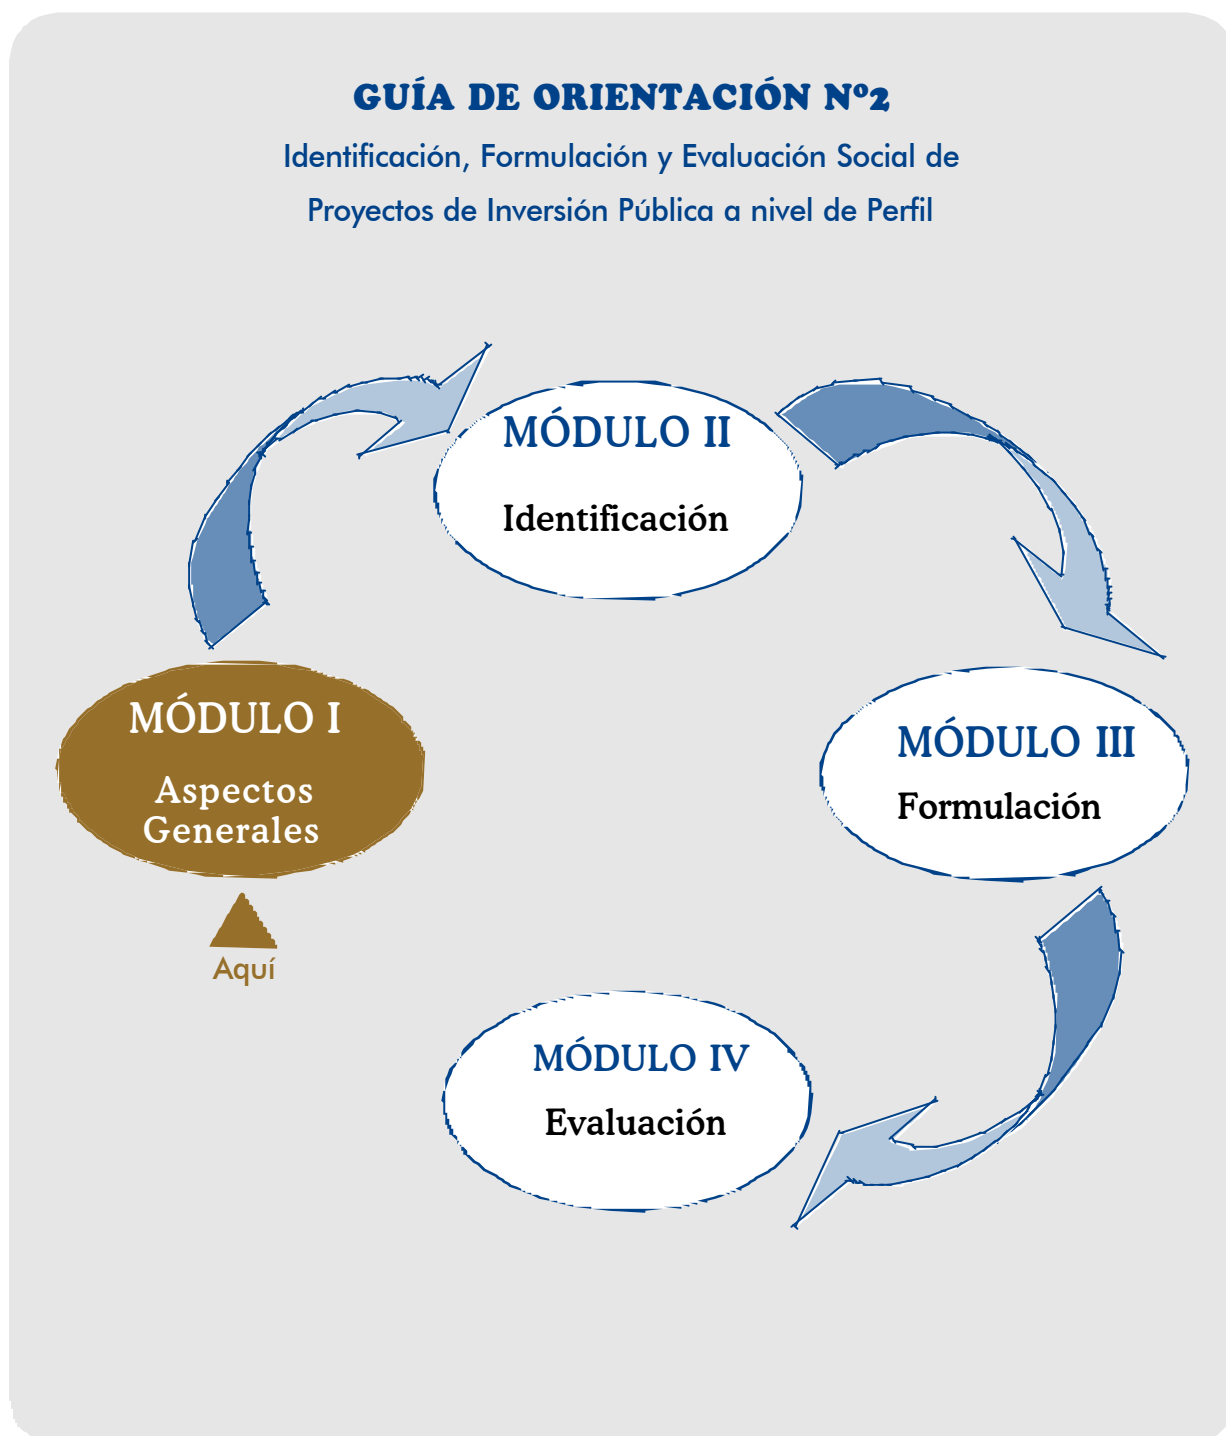 GUÍA DE ORIENTACIÓN Nº2
Identificación, Formulación y Evaluación Social de
Proyectos de Inversión Pública a nivel de Perfil
MÓDULO I
Aspectos
Generales
Aquí
MÓDULO II
Identificación
MÓDULO III
Formulación
MÓDULO IV
Evaluación